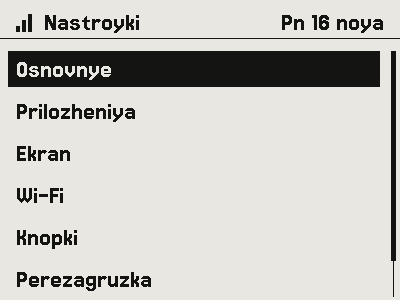 Nastroyki Pn 16 noya
Osnovnye
Prilozheniya
Ekran
Wi-Fi
Knopki
Perezagruzka